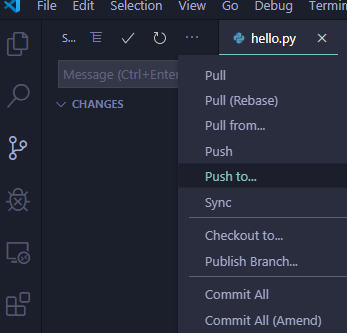 File Edit Selection View Go Debug
S...
hello.py
Message (Ctrl+Enter
CHANGES
Pull
Pull (Rebase)
Pull from...
Push
Push to...
Sync
Checkout to...
Publish Branch...
Commit All
Commit All (Amend)